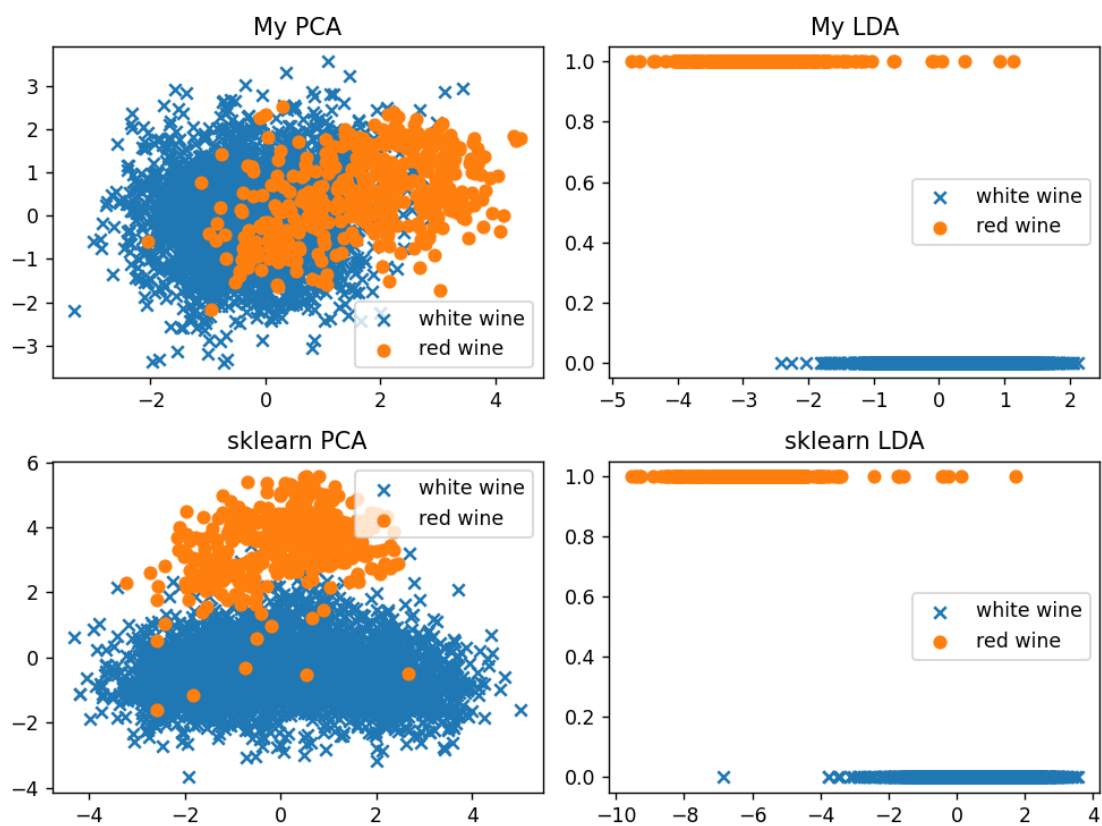 My PCA
3
2
1
0
−1
−2
−3
−2 0 2 4
white wine
red wine
My LDA
1.0
0.8
0.6
0.4
0.2
0.0
−5 −4 −3 −2 −1 0 1 2
white wine
red wine
sklearn PCA
6
4
2
0
−2
−4
−4 −2 0 2 4
white wine
red wine
sklearn LDA
1.0
0.8
0.6
0.4
0.2
0.0
−10 −8 −6 −4 −2 0 2 4
white wine
red wine